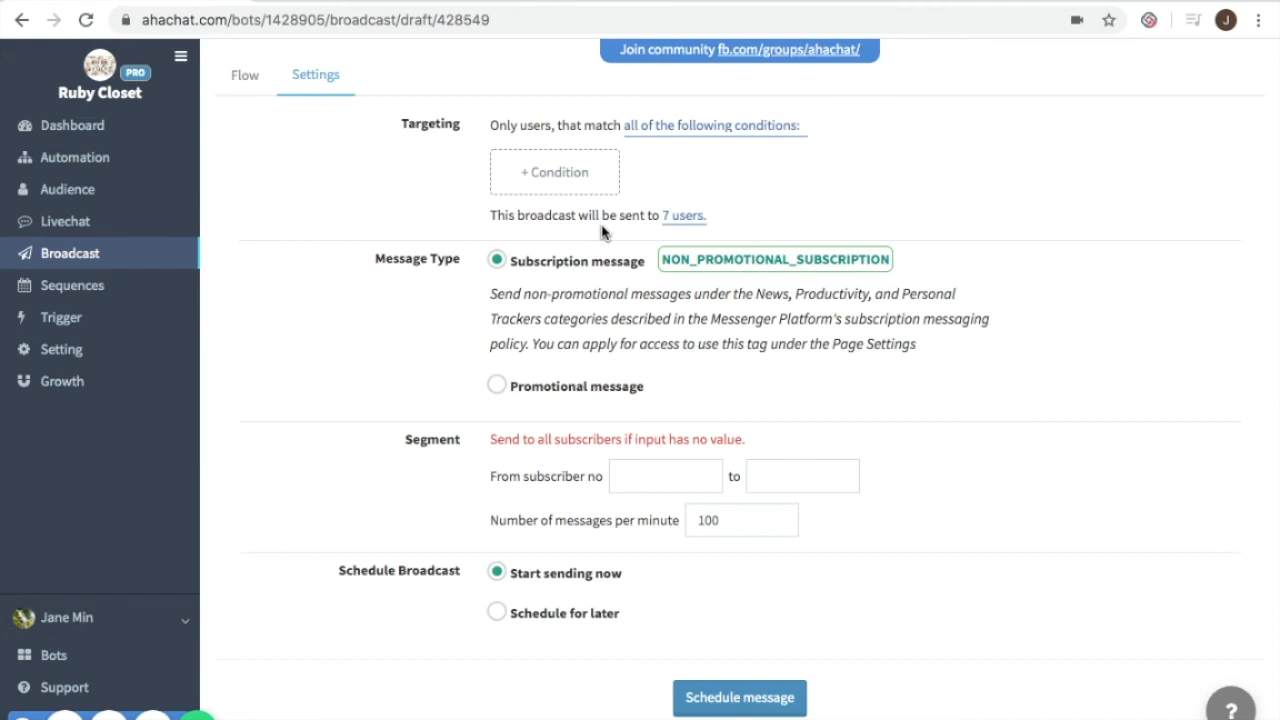 ahachat.com/bots/1428905/broadcast/draft/428549
J
Join community fb.com/groups/ahachat/
PRO
Ruby Closet
Dashboard
Automation
Audience
Livechat
Broadcast
Sequences
Trigger
Setting
Growth
Jane Min
Bots
Support
Flow
Settings
Targeting
Only users, that match all of the following conditions:
+ Condition
This broadcast will be sent to 7 users.
Message Type
Subscription message NON_PROMOTIONAL_SUBSCRIPTION
Send non-promotional messages under the News, Productivity, and Personal
Trackers categories described in the Messenger Platform's subscription messaging
policy. You can apply for access to use this tag under the Page Settings
Promotional message
Segment
Send to all subscribers if input has no value.
From subscriber no to
Number of messages per minute 100
Schedule Broadcast
Start sending now
Schedule for later
Schedule message
?